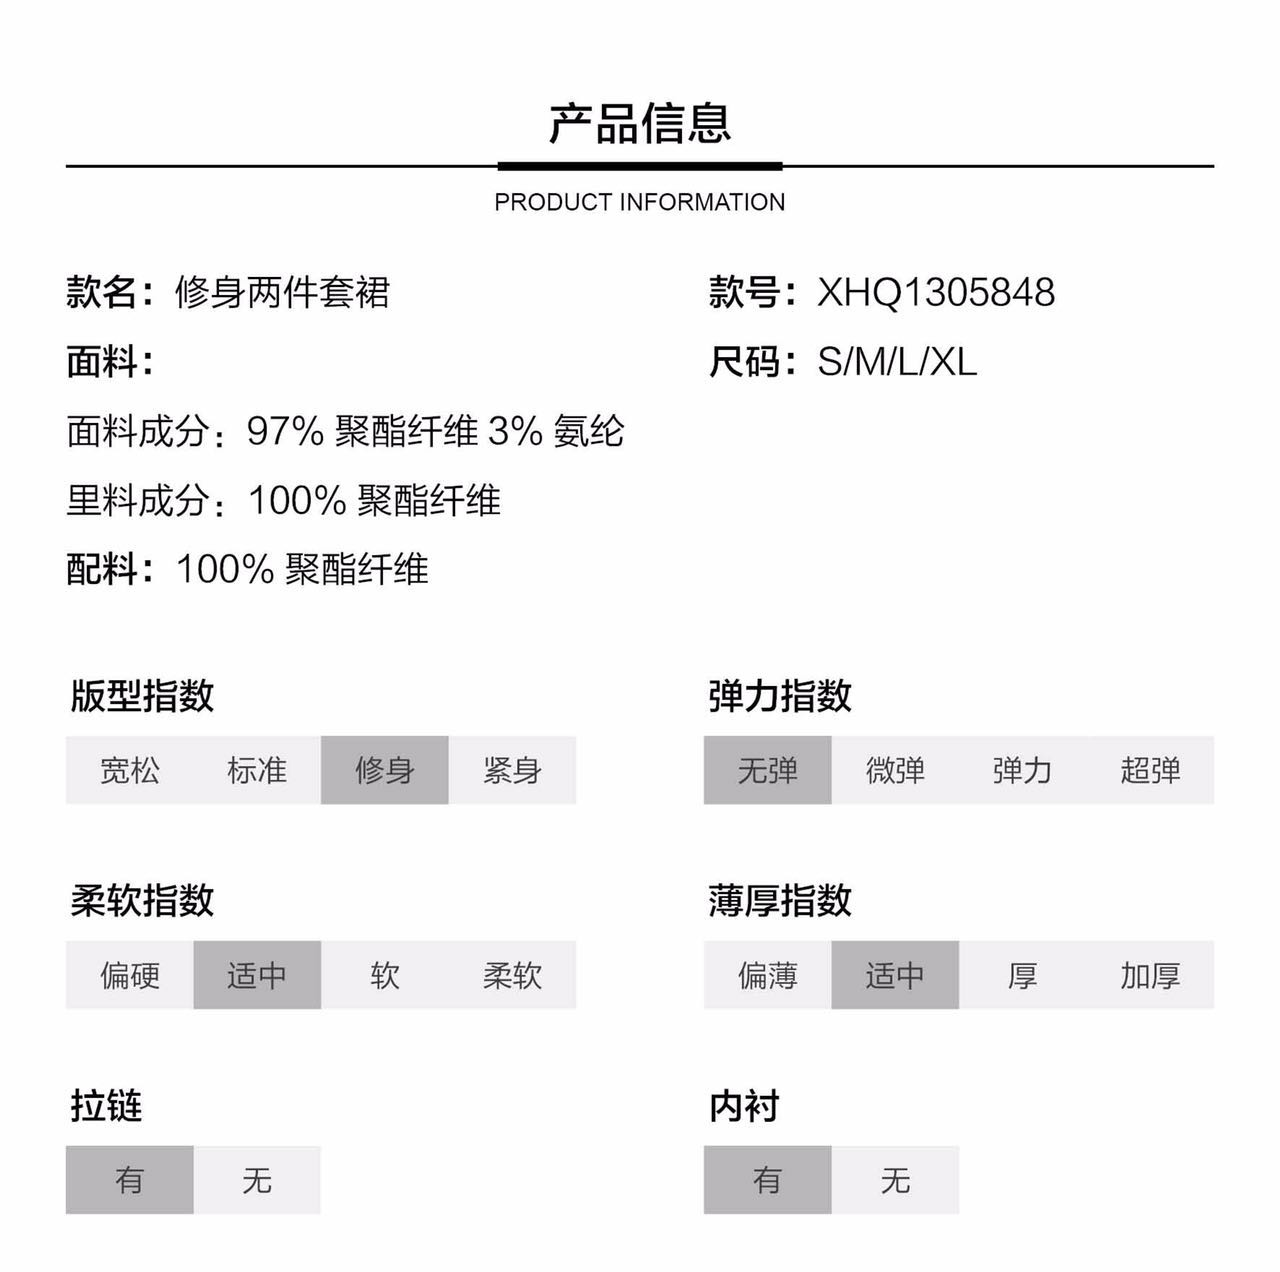 产品信息
PRODUCT INFORMATION
款名：修身两件套裙
款号：XHQ1305848
面料：
尺码：S/M/L/XL
面料成分：97% 聚酯纤维 3% 氨纶
里料成分：100% 聚酯纤维
配料：100% 聚酯纤维
版型指数
宽松 标准 修身 紧身
弹力指数
无弹 微弹 弹力 超弹
柔软指数
偏硬 适中 软 柔软
薄厚指数
偏薄 适中 厚 加厚
拉链
有 无
内衬
有 无